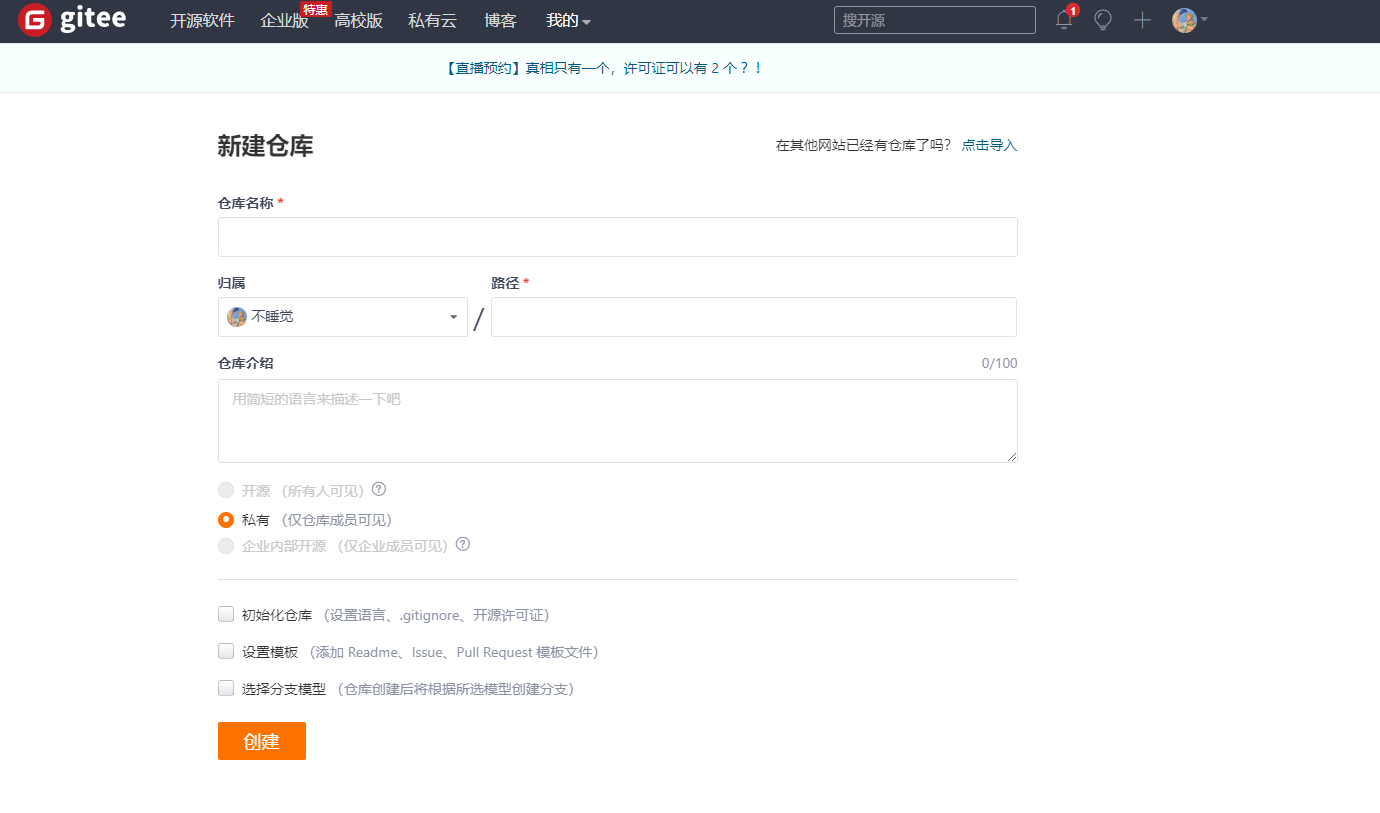 gitee 开源软件 企业版 特惠 高校版 私有云 博客 我的 搜开源 1
【直播预约】真相只有一个，许可证可以有 2 个？！
新建仓库 在其他网站已经有仓库了吗？ 点击导入
仓库名称 *
归属 路径 *
不睡觉 /
仓库介绍 0/100
用简短的语言来描述一下吧
开源 （所有人可见） ?
私有 （仅仓库成员可见）
企业内部开源 （仅企业成员可见） ?
初始化仓库 （设置语言、.gitignore、开源许可证）
设置模板 （添加 Readme、Issue、Pull Request 模板文件）
选择分支模型 （仓库创建后将根据所选模型创建分支）
创建